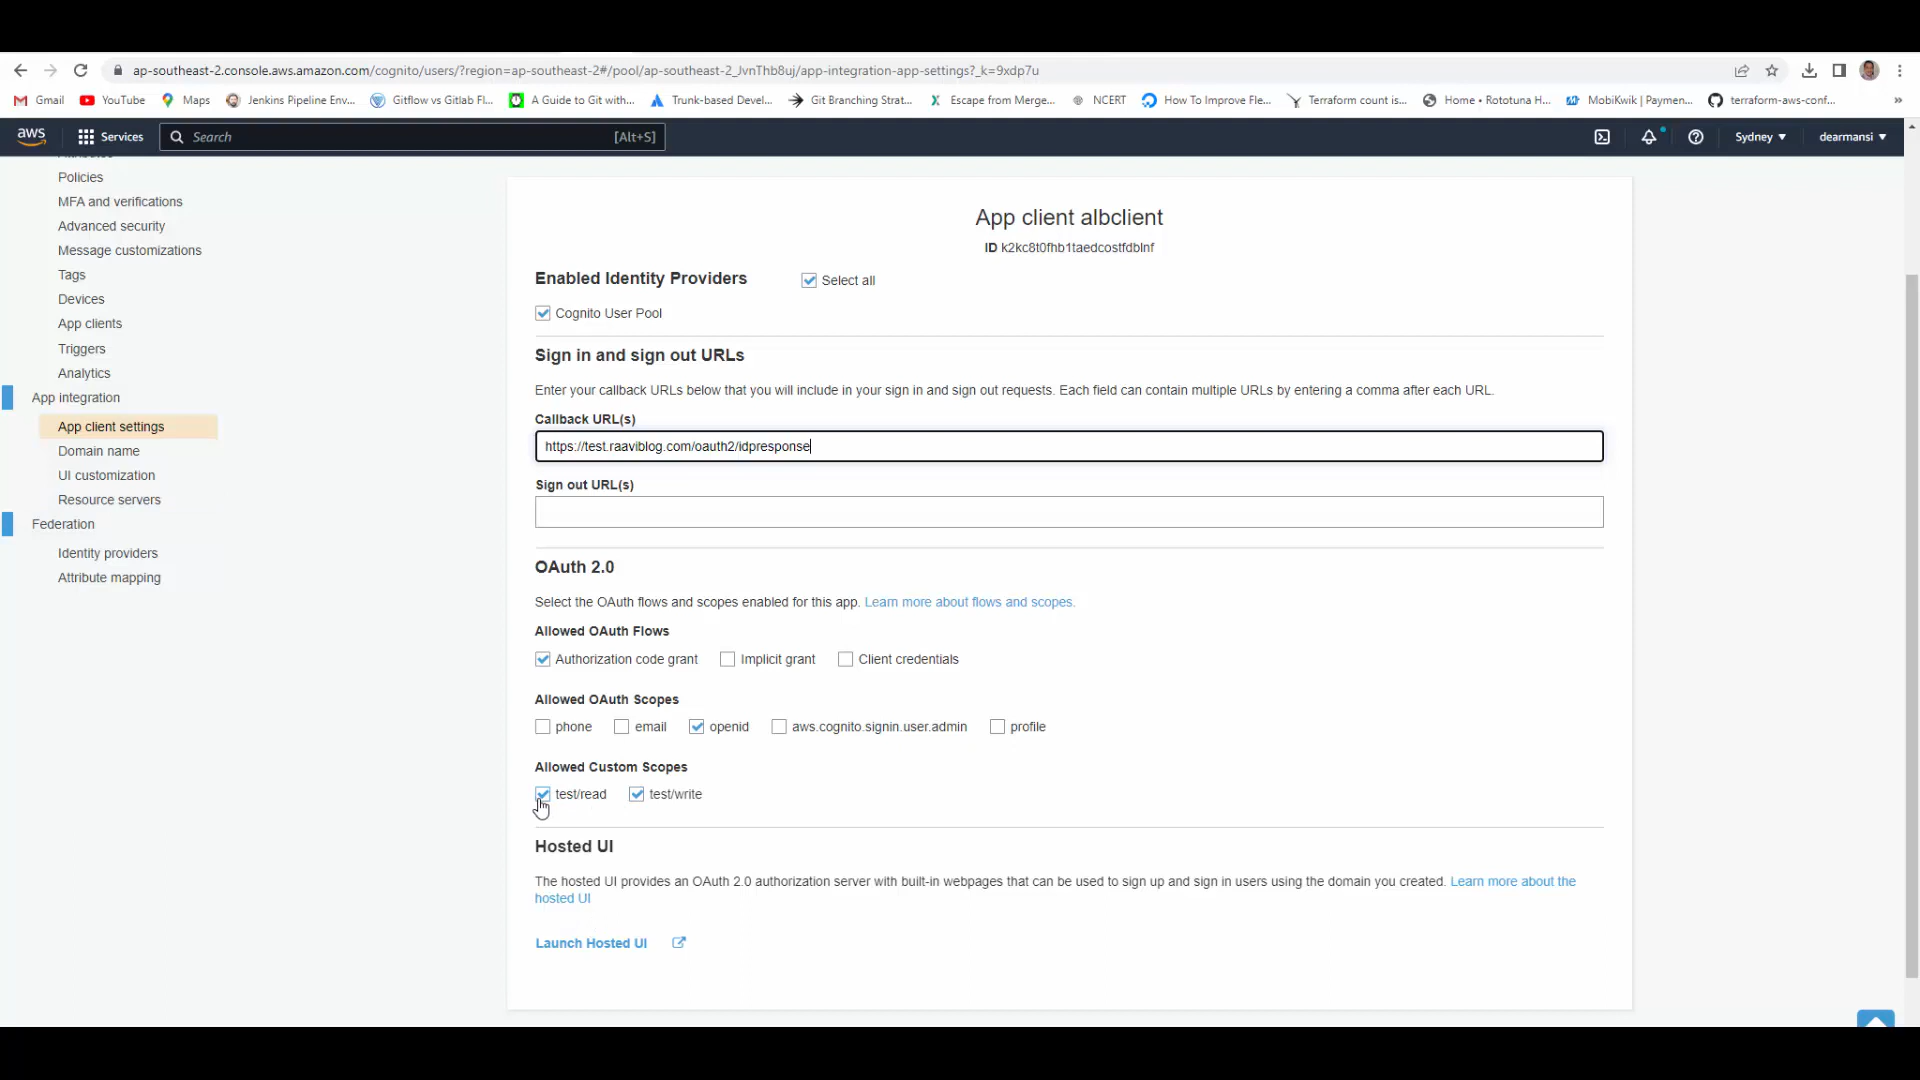 ap-southeast-2.console.aws.amazon.com/cognito/users/?region=ap-southeast-2#/pool/ap-southeast-2_JvnThb8uj/app-integration-app-settings?_k=9xdp7u
Gmail YouTube Maps Jenkins Pipeline Env... Gitflow vs Gitlab Fl... A Guide to Git with... Trunk-based Devel... Git Branching Strat... Escape from Merge... NCERT How To Improve Fle... Terraform count is... Home • Rototuna H... MobiKwik | Paymen... terraform-aws-conf... »
aws Services Search [Alt+S] Sydney dearmansi
Attributes
Policies
MFA and verifications
Advanced security
Message customizations
Tags
Devices
App clients
Triggers
Analytics
App integration
App client settings
Domain name
UI customization
Resource servers
Federation
Identity providers
Attribute mapping
App client albclient
ID k2kc8t0fhb1taedcostfdblnf
Enabled Identity Providers Select all
Cognito User Pool
Sign in and sign out URLs
Enter your callback URLs below that you will include in your sign in and sign out requests. Each field can contain multiple URLs by entering a comma after each URL.
Callback URL(s)
https://test.raaviblog.com/oauth2/idpresponse
Sign out URL(s)
OAuth 2.0
Select the OAuth flows and scopes enabled for this app. Learn more about flows and scopes.
Allowed OAuth Flows
Authorization code grant Implicit grant Client credentials
Allowed OAuth Scopes
phone email openid aws.cognito.signin.user.admin profile
Allowed Custom Scopes
test/read test/write
Hosted UI
The hosted UI provides an OAuth 2.0 authorization server with built-in webpages that can be used to sign up and sign in users using the domain you created. Learn more about the
hosted UI
Launch Hosted UI